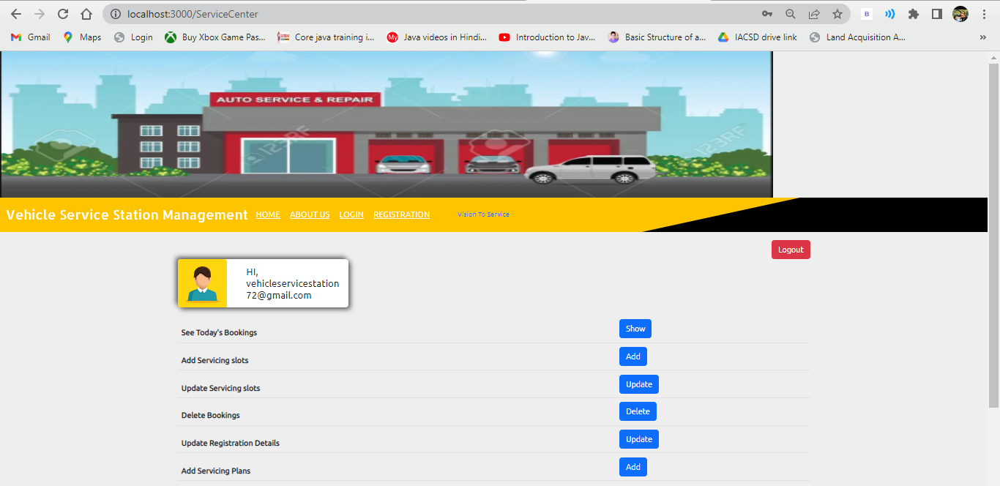 localhost:3000/ServiceCenter
B
Gmail
Maps
Login
Buy Xbox Game Pas...
Core java training i...
My
Java videos in Hindi...
Introduction to Jav...
Basic Structure of a...
IACSD drive link
Land Acquisition A...
»
AUTO SERVICE & REPAIR
123RF
123RF
Vehicle Service Station Management
HOME
ABOUT US
LOGIN
REGISTRATION
Vision To Service
Logout
HI,
vehicleservicestation
72@gmail.com
See Today's Bookings
Show
Add Servicing slots
Add
Update Servicing slots
Update
Delete Bookings
Delete
Update Registration Details
Update
Add Servicing Plans
Add